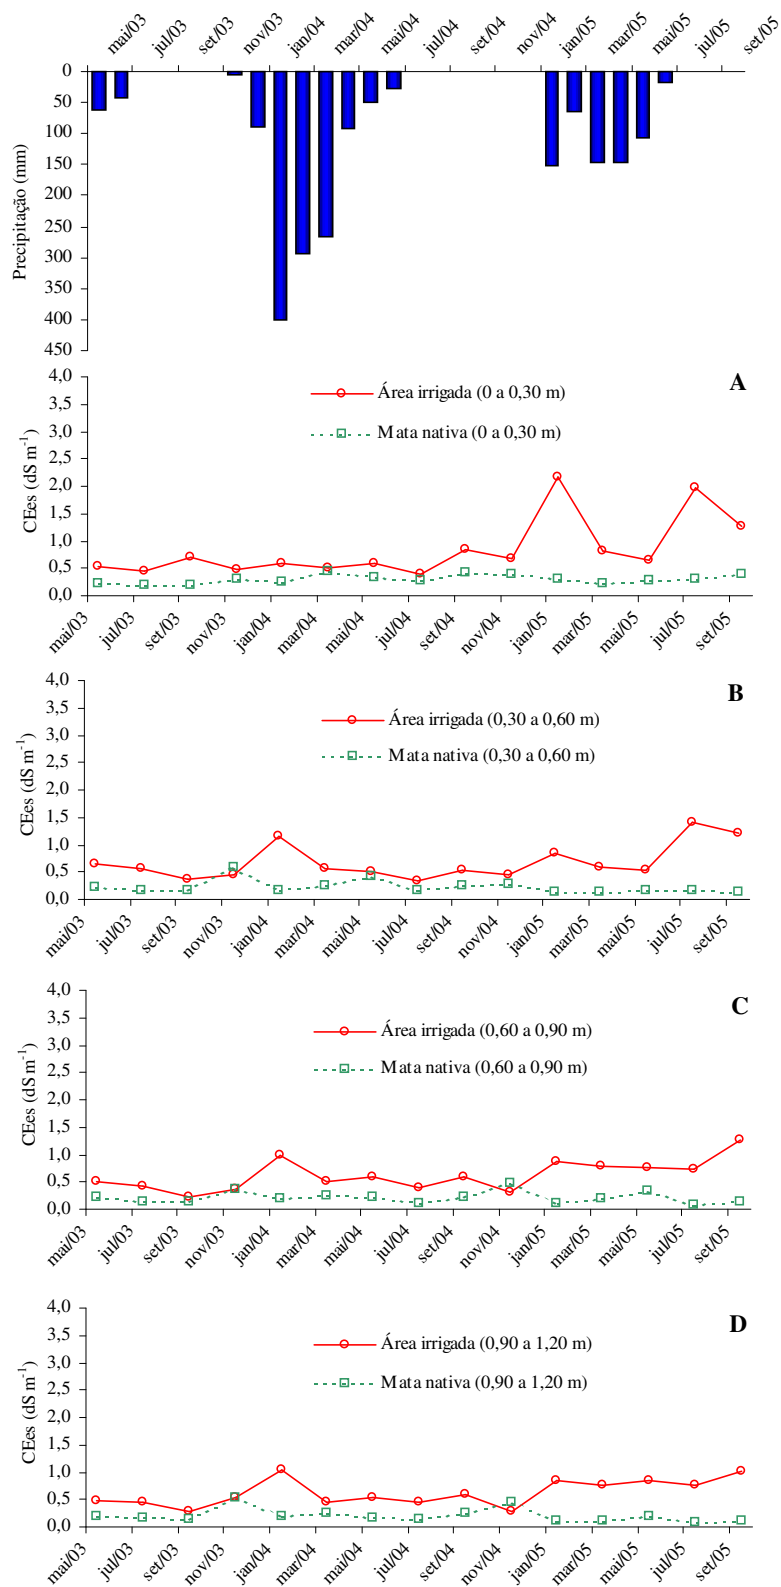 mai/03 jul/03 set/03 nov/03 jan/04 mar/04 mai/04 jul/04 set/04 nov/04 jan/05 mar/05 mai/05 jul/05 set/05
Precipitação (mm)
0
50
100
150
200
250
300
350
400
450
A
CEes (dS m-1)
4,0
3,5
3,0
2,5
2,0
1,5
1,0
0,5
0,0
Área irrigada (0 a 0,30 m)
Mata nativa (0 a 0,30 m)
mai/03 jul/03 set/03 nov/03 jan/04 mar/04 mai/04 jul/04 set/04 nov/04 jan/05 mar/05 mai/05 jul/05 set/05
B
CEes (dS m-1)
4,0
3,5
3,0
2,5
2,0
1,5
1,0
0,5
0,0
Área irrigada (0,30 a 0,60 m)
Mata nativa (0,30 a 0,60 m)
mai/03 jul/03 set/03 nov/03 jan/04 mar/04 mai/04 jul/04 set/04 nov/04 jan/05 mar/05 mai/05 jul/05 set/05
C
CEes (dS m-1)
4,0
3,5
3,0
2,5
2,0
1,5
1,0
0,5
0,0
Área irrigada (0,60 a 0,90 m)
Mata nativa (0,60 a 0,90 m)
mai/03 jul/03 set/03 nov/03 jan/04 mar/04 mai/04 jul/04 set/04 nov/04 jan/05 mar/05 mai/05 jul/05 set/05
D
CEes (dS m-1)
4,0
3,5
3,0
2,5
2,0
1,5
1,0
0,5
0,0
Área irrigada (0,90 a 1,20 m)
Mata nativa (0,90 a 1,20 m)
mai/03 jul/03 set/03 nov/03 jan/04 mar/04 mai/04 jul/04 set/04 nov/04 jan/05 mar/05 mai/05 jul/05 set/05